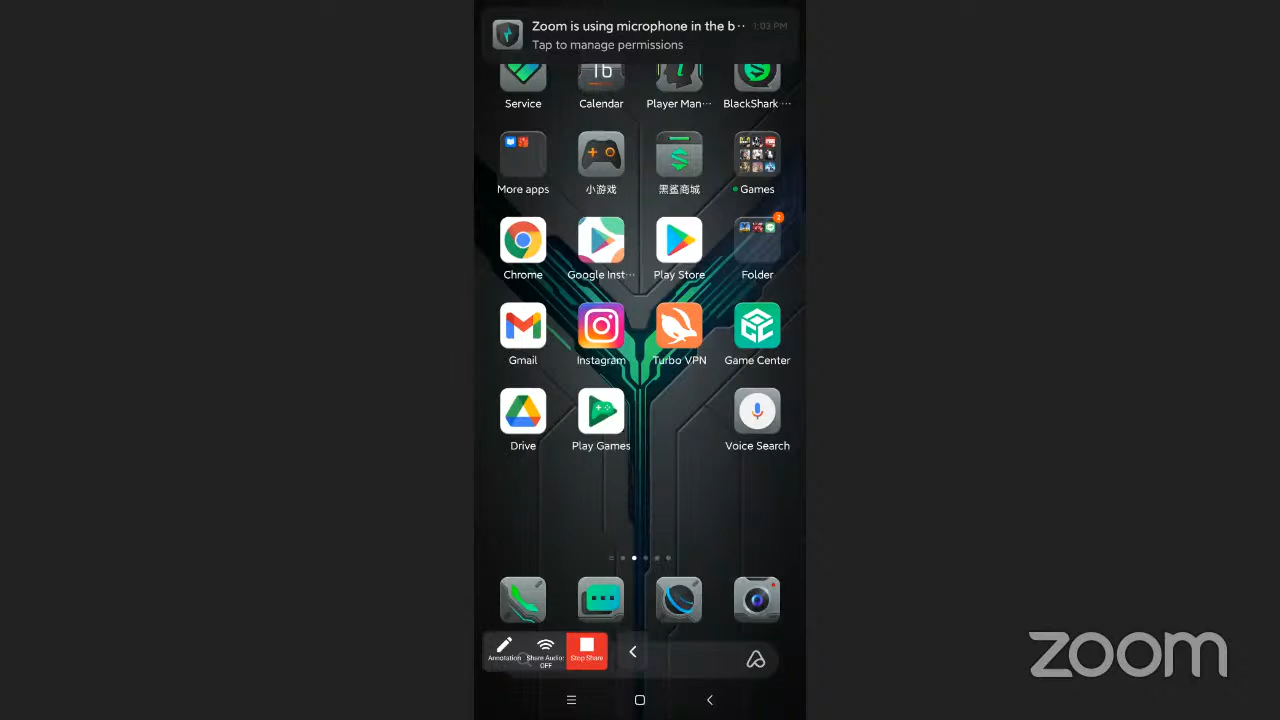 Zoom is using microphone in the b··
1:03 PM
Tap to manage permissions
16
Service
Calendar
Player Man···
BlackShark ···
More apps
小游戏
黑鲨商城
Games
2
Chrome
Google Inst···
Play Store
Folder
Gmail
Instagram
Turbo VPN
Game Center
Drive
Play Games
Voice Search
Annotation
Share Audio:
OFF
Stop Share
zoom